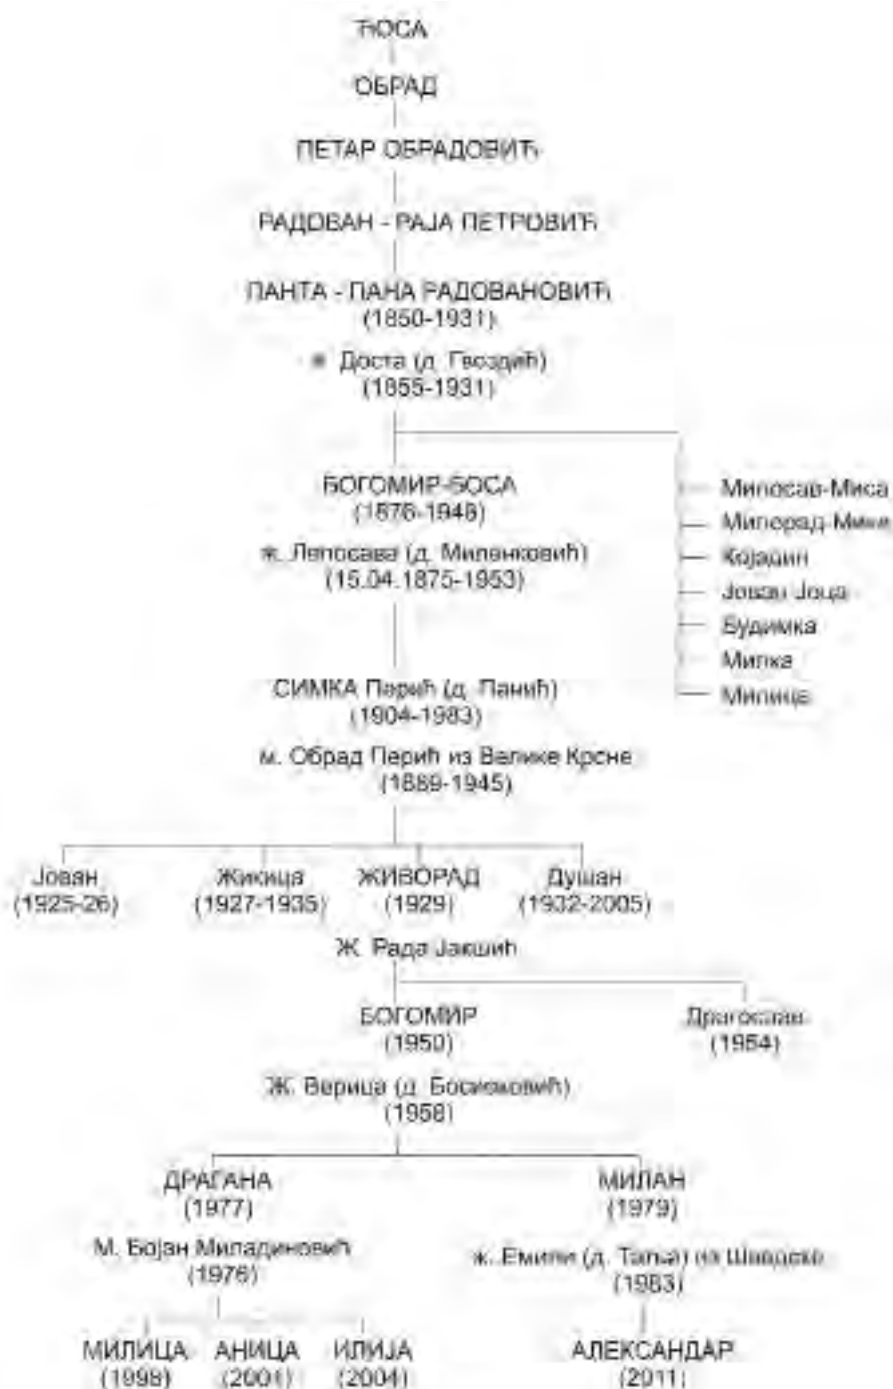 ЋОСА
ОБРАД
ПЕТАР ОБРАДОВИЋ
РАДОВАН - РАЈА ПЕТРОВИЋ
ПАНТА - ПАНА РАДОВАНОВИЋ
(1850-1931)
ж. Доста (д. Гвоздић)
(1855-1931)
БОГОМИР-БОСА
(1876-1948)
ж. Лепосава (д. Миленковић)
(15.04.1875-1953)
Милосав-Миса
Милорад-Мике
Којадин
Јован Јоца
Будимка
Милка
Милица
СИМКА Перић (д. Панић)
(1904-1983)
м. Обрад Перић из Велике Крсне
(1889-1945)
Јован Жикица ЖИВОРАД Душан
(1925-26) (1927-1935) (1929) (1932-2005)
Ж. Рада Јакшић
БОГОМИР Драгослав
(1950) (1954)
Ж. Верица (д. Босиоковић)
(1958)
ДРАГАНА МИЛАН
(1977) (1979)
М. Бојан Миладиновић ж. Емили (д. Таља) из Шведске
(1976) (1983)
МИЛИЦА АНИЦА ИЛИЈА АЛЕКСАНДАР
(1998) (2001) (2004) (2011)